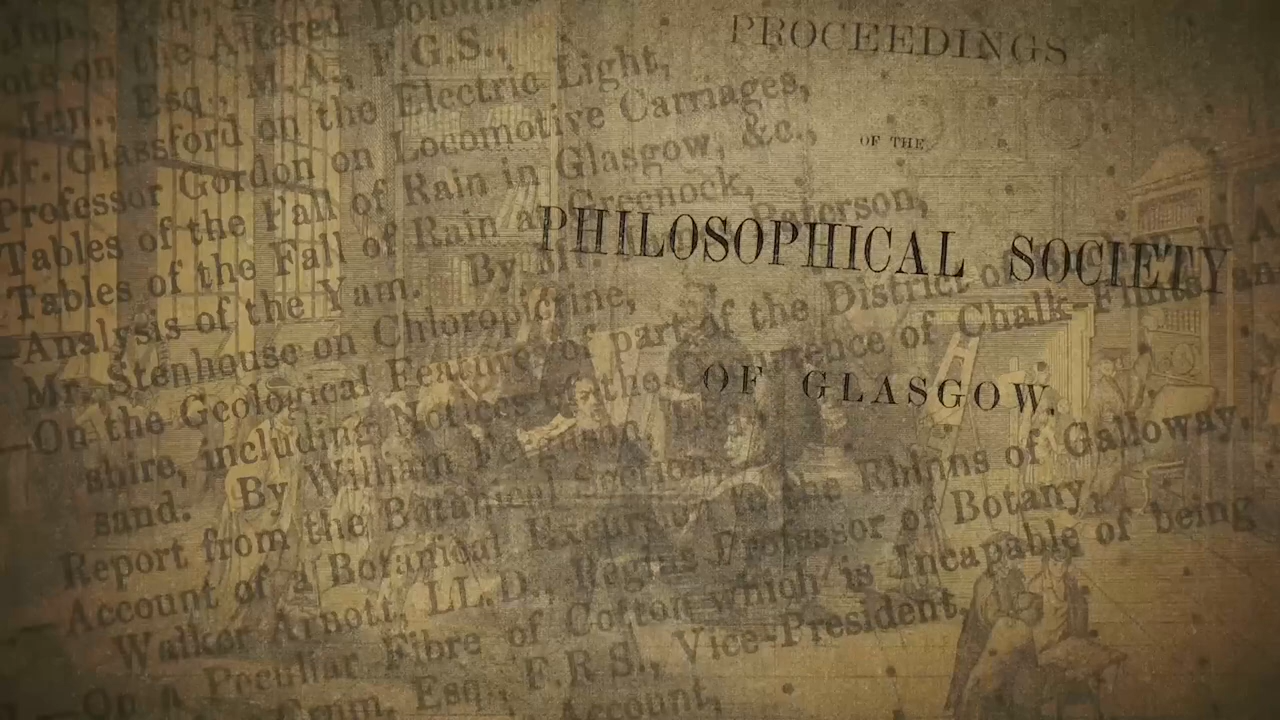 PROCEEDINGS
OF THE
PHILOSOPHICAL SOCIETY
OF GLASGOW.
on the Altered
Jun., Esq., M.A., F.G.S.,
Mr. Glassford on the Electric Light,
Professor Gordon on Locomotive Carriages,
Tables of the Fall of Rain in Glasgow, &c.,
Tables of the Fall of Rain at Greenock,
—Analysis of the Yam. By Mr. Paterson,
Mr. Stenhouse on Chloropicrine,
—On the Geological Features of part of the District of
shire, including Notices of the Occurrence of Chalk-Flints
sand. By William Ferguson, Esq.,
Report from the Botanical Section,
—Account of a Botanical Excursion to the Rhinns of Galloway.
Walker Arnott, LL.D., Regius Professor of Botany,
On a Peculiar Fibre of Cotton which is Incapable of being
Esq., F.R.S., Vice-President,
Account,